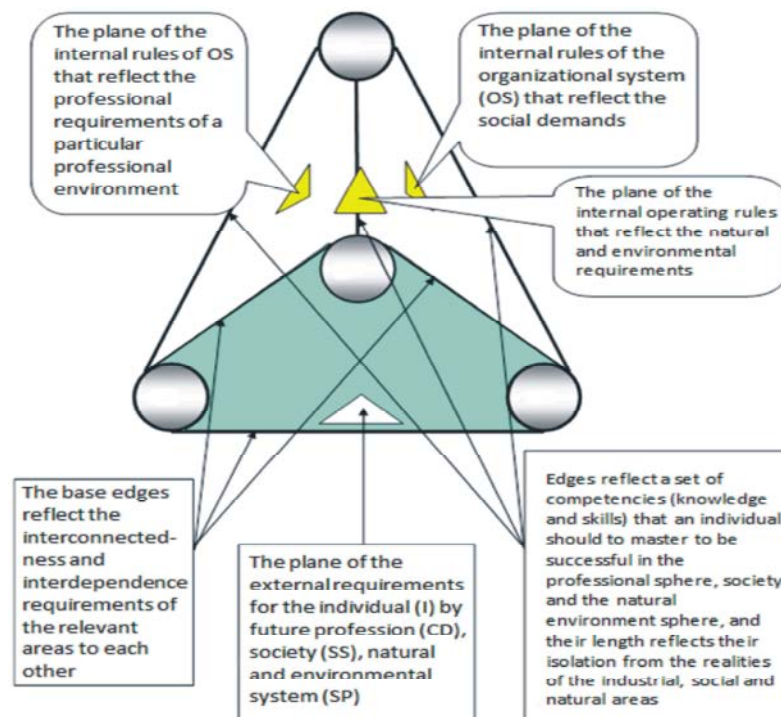 The plane of the
internal rules of OS
that reflect the
professional
requirements of a
particular
professional
environment
The plane of the
internal rules of the
organizational system
(OS) that reflect the
social demands
The plane of the
internal operating rules
that reflect the natural
and environmental
requirements
The base edges
reflect the
interconnected-
ness and
interdependence
requirements of
the relevant
areas to each
other
The plane of the
external requirements
for the individual (I) by
future profession (CD),
society (SS), natural
and environmental
system (SP)
Edges reflect a set of
competencies (knowledge
and skills) that an individual
should to master to be
successful in the
professional sphere, society
and the natural
environment sphere, and
their length reflects their
isolation from the realities
of the industrial, social and
natural areas